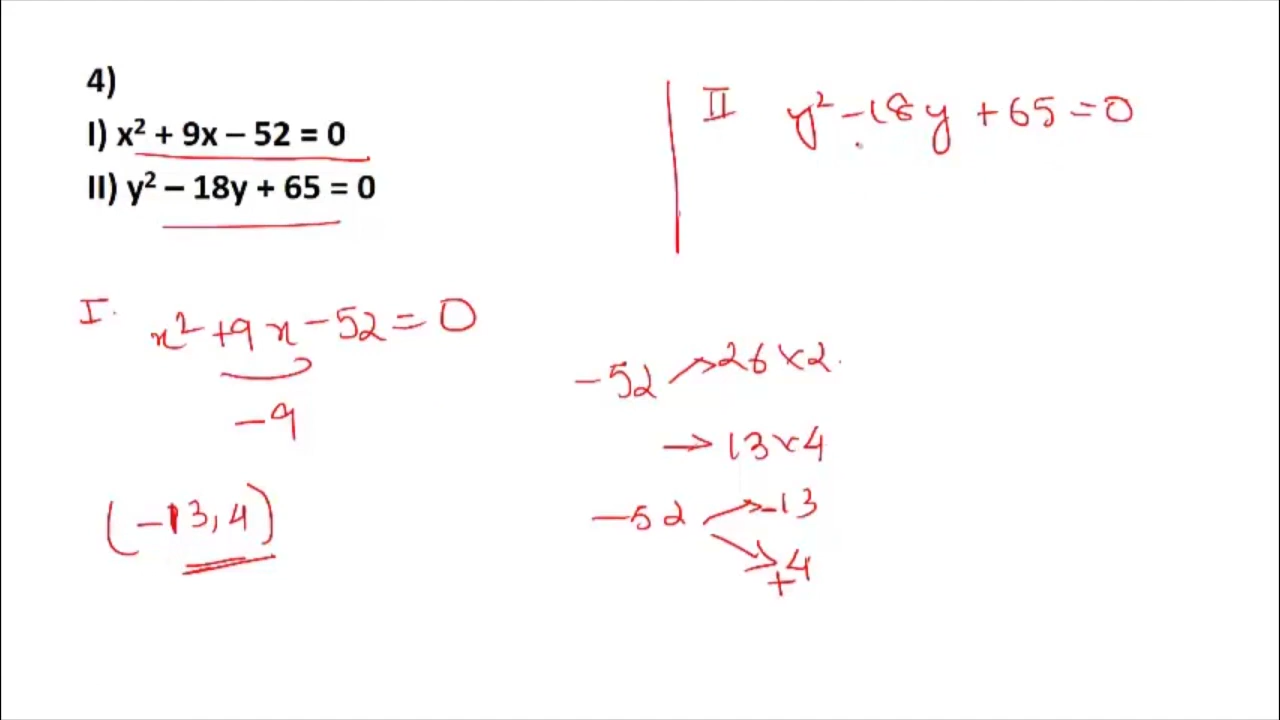 4)
I) x² + 9x – 52 = 0
II) y² – 18y + 65 = 0
II y² - 18y + 65 = 0
I. x² + 9x - 52 = 0
-9
(-13, 4)
-52 → 26 × 2
→ 13 × 4
-52 → -13
→ +4